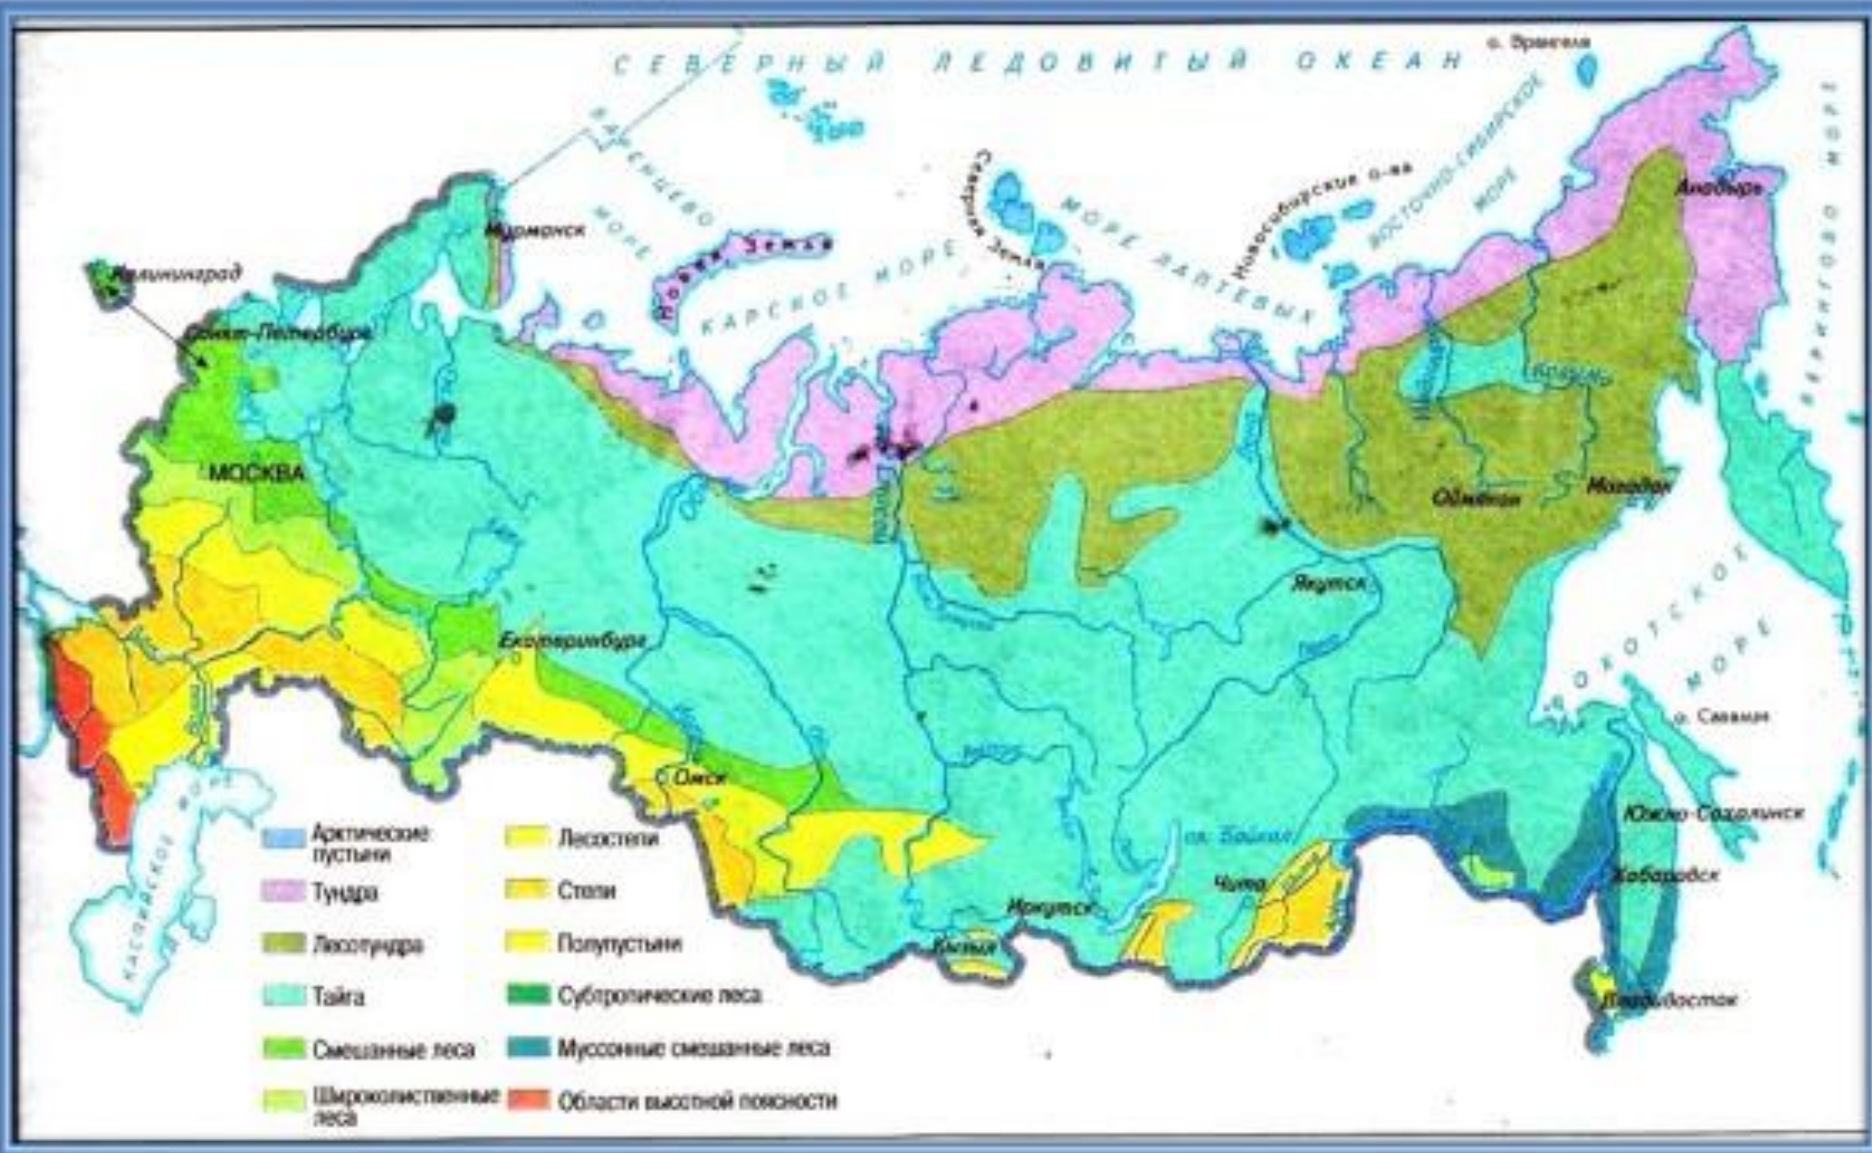 СЕВЕРНЫЙ ЛЕДОВИТЫЙ ОКЕАН
о. Врангеля
БАРЕНЦЕВО
МОРЕ
Новая Земля
КАРСКОЕ МОРЕ
Северная Земля
МОРЕ ЛАПТЕВЫХ
Новосибирские о-ва
ВОСТОЧНО-СИБИРСКОЕ
МОРЕ
БЕРИНГОВО МОРЕ
Анадырь
Мурманск
Калининград
Санкт-Петербург
МОСКВА
Оймякон
Магадан
Якутск
Екатеринбург
ОХОТСКОЕ
МОРЕ
о. Сахалин
Омск
оз. Байкал
Южно-Сахалинск
Чита
Хабаровск
Иркутск
Кызыл
Владивосток
КАСПИЙСКОЕ МОРЕ
Арктические
пустыни
Тундра
Лесотундра
Тайга
Смешанные леса
Широколиственные
леса
Лесостепи
Степи
Полупустыни
Субтропические леса
Муссонные смешанные леса
Области высотной поясности